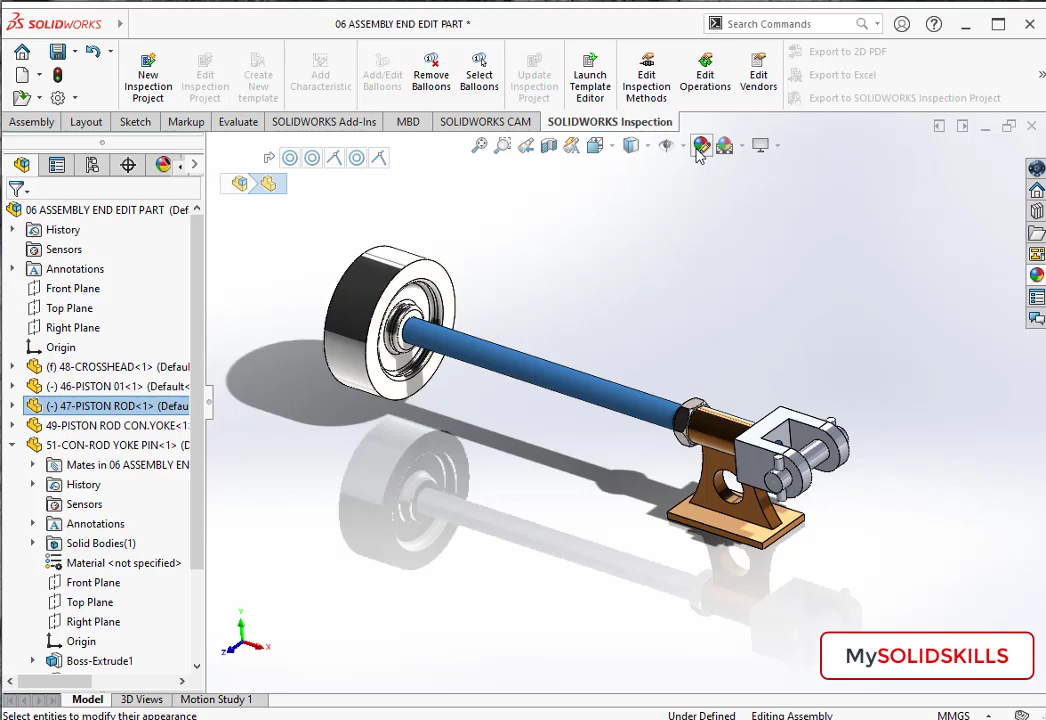 SOLIDWORKS
06 ASSEMBLY END EDIT PART *
Search Commands
New Inspection Project
Edit Inspection Project
Create New template
Add Characteristic
Add/Edit Balloons
Remove Balloons
Select Balloons
Update Inspection Project
Launch Template Editor
Edit Inspection Methods
Edit Operations
Edit Vendors
Export to 2D PDF
Export to Excel
Export to SOLIDWORKS Inspection Project
Assembly
Layout
Sketch
Markup
Evaluate
SOLIDWORKS Add-Ins
MBD
SOLIDWORKS CAM
SOLIDWORKS Inspection
06 ASSEMBLY END EDIT PART (Def
History
Sensors
Annotations
Front Plane
Top Plane
Right Plane
Origin
(f) 48-CROSSHEAD<1> (Default
(-) 46-PISTON 01<1> (Default<
(-) 47-PISTON ROD<1> (Defau
49-PISTON ROD CON.YOKE<1>
51-CON-ROD YOKE PIN<1> (D
Mates in 06 ASSEMBLY EN
History
Sensors
Annotations
Solid Bodies(1)
Material <not specified>
Front Plane
Top Plane
Right Plane
Origin
Boss-Extrude1
Y
X
Z
MySOLIDSKILLS
Model
3D Views
Motion Study 1
Select entities to modify their appearance
Under Defined
Editing Assembly
MMGS